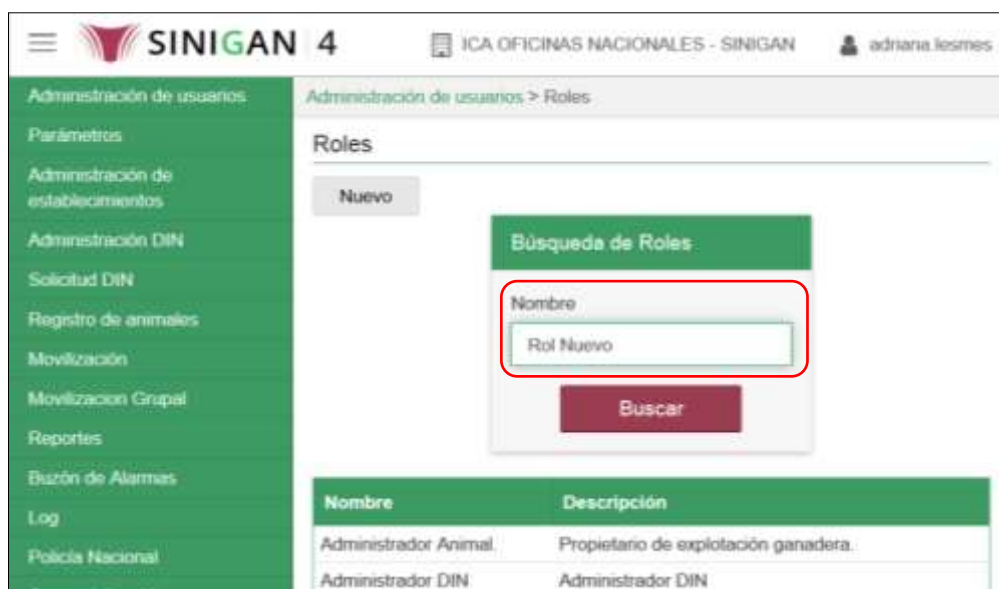 SINIGAN 4
ICA OFICINAS NACIONALES - SINIGAN
adriana.lesmes
Administración de usuarios
Parámetros
Administración de
establecimientos
Administración DIN
Solicitud DIN
Registro de animales
Movilización
Movilizacion Grupal
Reportes
Buzón de Alarmas
Log
Policía Nacional
Administración de usuarios > Roles
Roles
Nuevo
Búsqueda de Roles
Nombre
Rol Nuevo
Buscar
Nombre Descripción
Administrador Animal. Propietario de explotación ganadera.
Administrador DIN Administrador DIN